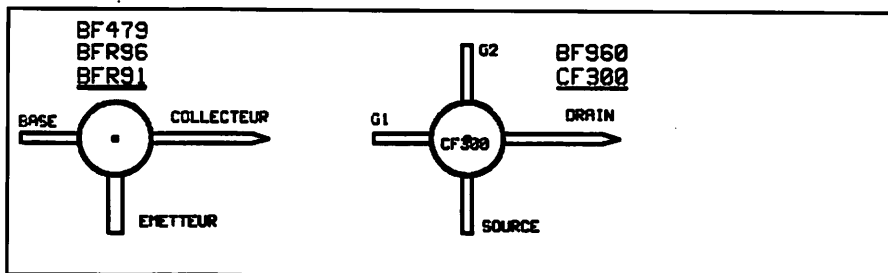 BF479
BFR96
BFR91
BASE
COLLECTEUR
EMETTEUR
G2
BF960
CF300
G1
DRAIN
CF300
SOURCE